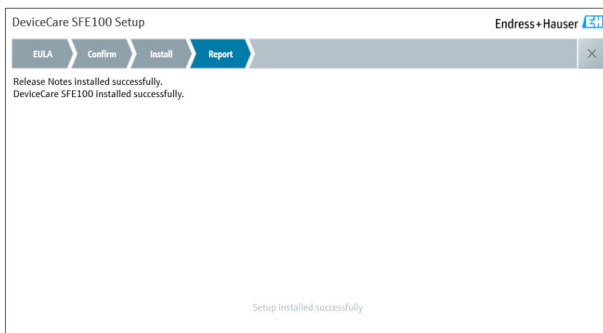 DeviceCare SFE100 Setup
Endress+Hauser EH
EULA Confirm Install Report
Release Notes installed successfully.
DeviceCare SFE100 installed successfully.
Setup installed successfully